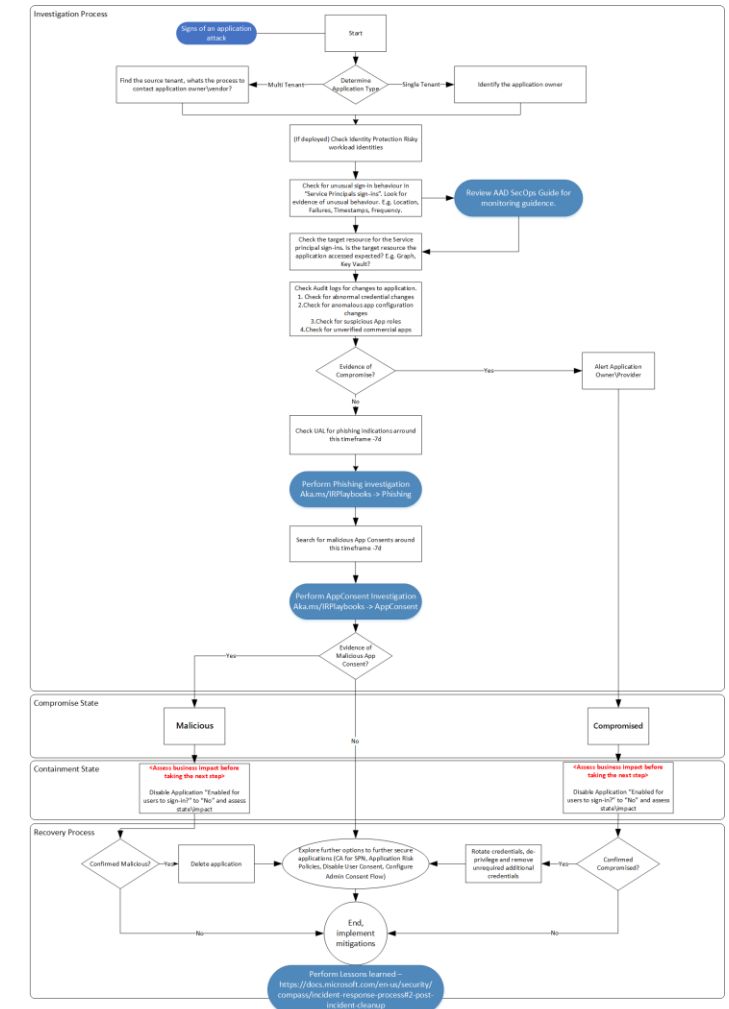 Investigation Process
Signs of an application
attack
Start
Find the source tenant, whats the process to
contact application owner\vendor?
Multi Tenant
Determine
Application Type
Single Tenant
Identify the application owner
(If deployed) Check Identity Protection Risky
workload identities
Check for unusual sign-in behaviour in
"Service Principals sign-ins". Look for
evidence of unusual behaviour. E.g. Location,
Failures, Timestamps, Frequency.
Review AAD SecOps Guide for
monitoring guidence.
Check the target resource for the Service
principal sign-ins. Is the target resource the
application accessed expected? E.g. Graph,
Key Vault?
Check Audit logs for changes to application.
1. Check for abnormal credential changes
2.Check for anomalous app configuration
changes
3.Check for suspicious App roles
4.Check for unverified commercial apps
Evidence of
Compromise?
Yes
Alert Application
Owner\Provider
No
Check UAL for phishing indications arround
this timeframe -7d
Perform Phishing investigation
Aka.ms/IRPlaybooks -> Phishing
Search for malicious App Consents around
this timeframe -7d
Perform AppConsent Investigation
Aka.ms/IRPlaybooks -> AppConsent
Evidence of
Malicious App
Consent?
Yes
Compromise State
Malicious
No
Compromised
Containment State
<Assess business impact before
taking the next step>
Disable Application "Enabled for
users to sign-in?" to "No" and assess
state\impact
<Assess business impact before
taking the next step>
Disable Application "Enabled for
users to sign-in?" to "No" and assess
state\impact
Recovery Process
Confirmed Malicious?
Yes
Delete application
Explore further options to further secure
applications (CA for SPN, Application Risk
Policies, Disable User Consent, Configure
Admin Consent Flow)
Rotate credentials, de-
privilege and remove
unrequired additional
credentials
Yes
Confirmed
Compromised?
No
End,
implement
mitigations
No
Perform Lessons learned –
https://docs.microsoft.com/en-us/security/
compass/incident-response-process#2-post-
incident-cleanup